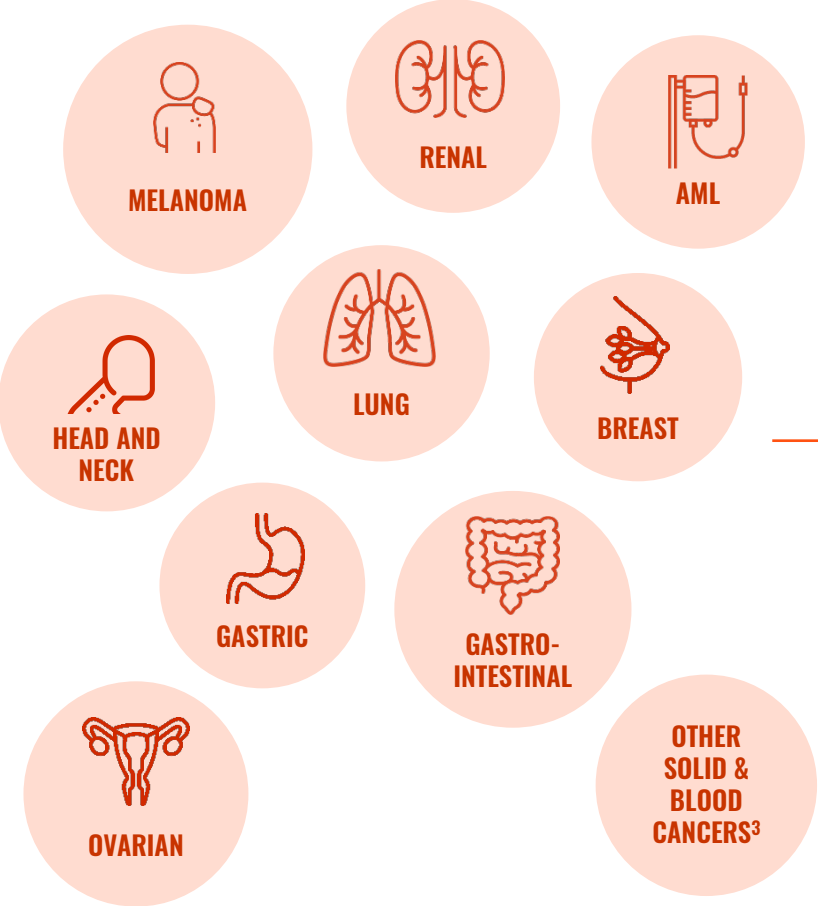 MELANOMA
RENAL
AML
HEAD AND
NECK
LUNG
BREAST
GASTRIC
GASTRO-
INTESTINAL
OVARIAN
OTHER
SOLID &
BLOOD
CANCERS³